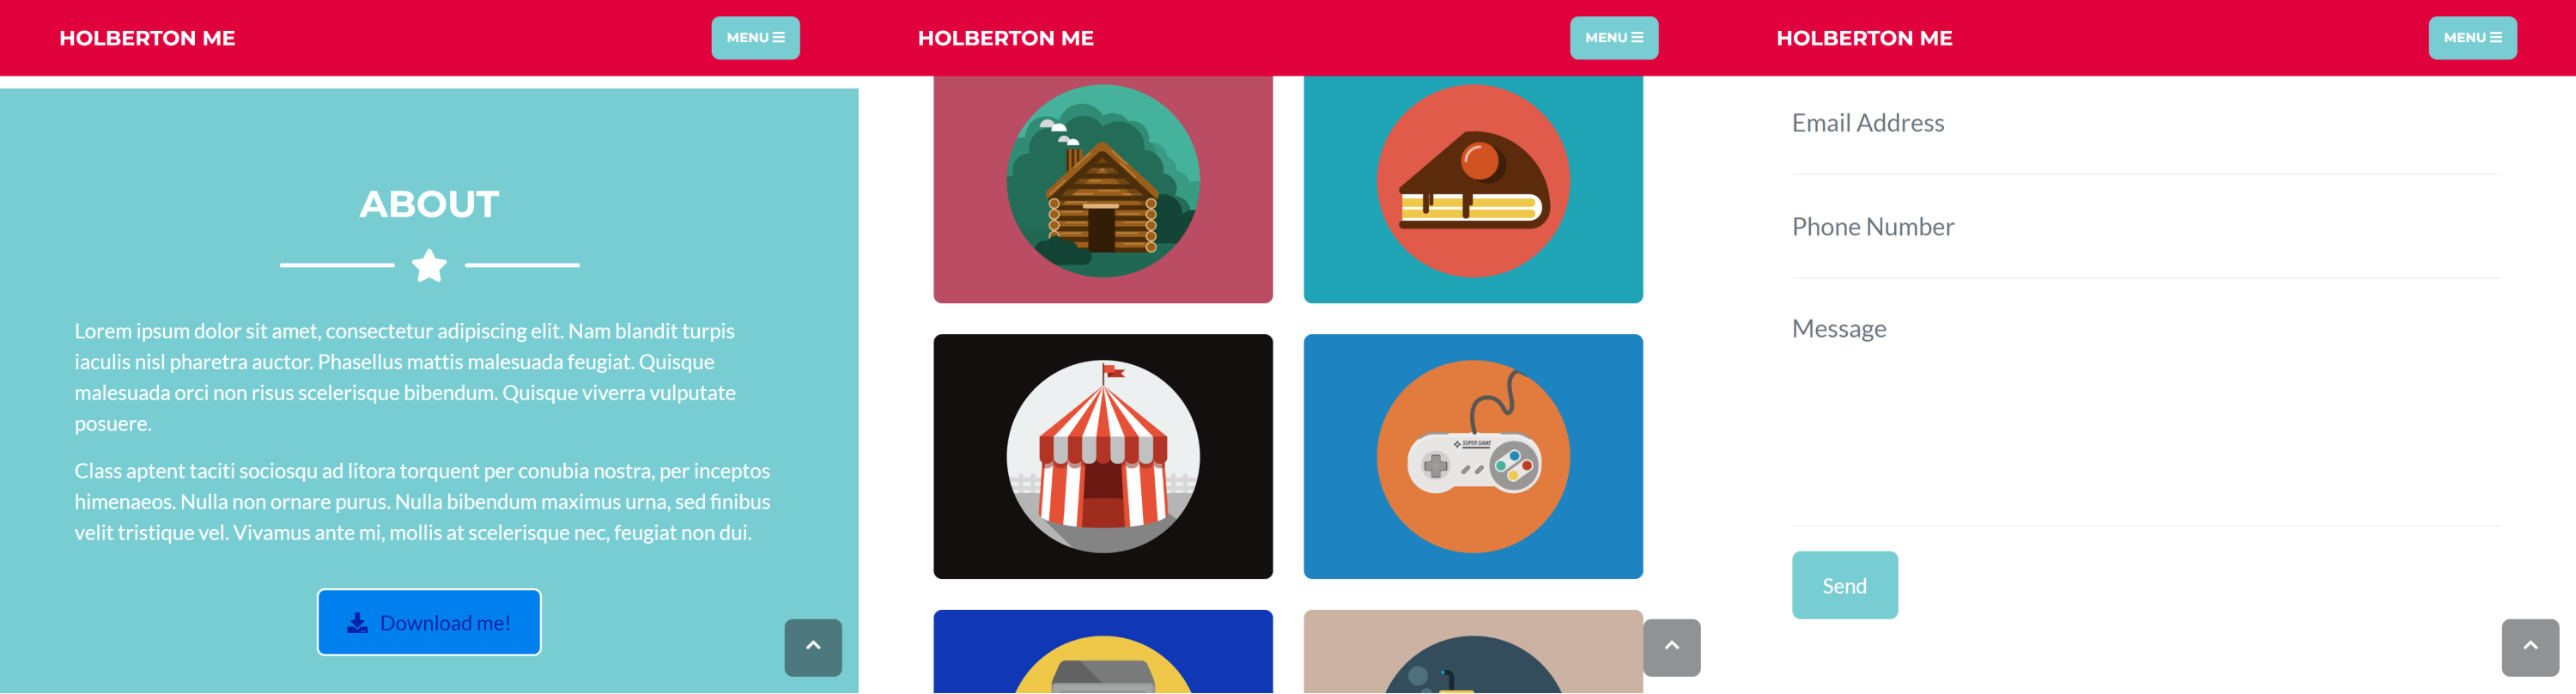 HOLBERTON ME
MENU
ABOUT
Lorem ipsum dolor sit amet, consectetur adipiscing elit. Nam blandit turpis
iaculis nisl pharetra auctor. Phasellus mattis malesuada feugiat. Quisque
malesuada orci non risus scelerisque bibendum. Quisque viverra vulputate
posuere.
Class aptent taciti sociosqu ad litora torquent per conubia nostra, per inceptos
himenaeos. Nulla non ornare purus. Nulla bibendum maximus urna, sed finibus
velit tristique vel. Vivamus ante mi, mollis at scelerisque nec, feugiat non dui.
Download me!
HOLBERTON ME
MENU
SUPER GAME
HOLBERTON ME
MENU
Email Address
Phone Number
Message
Send